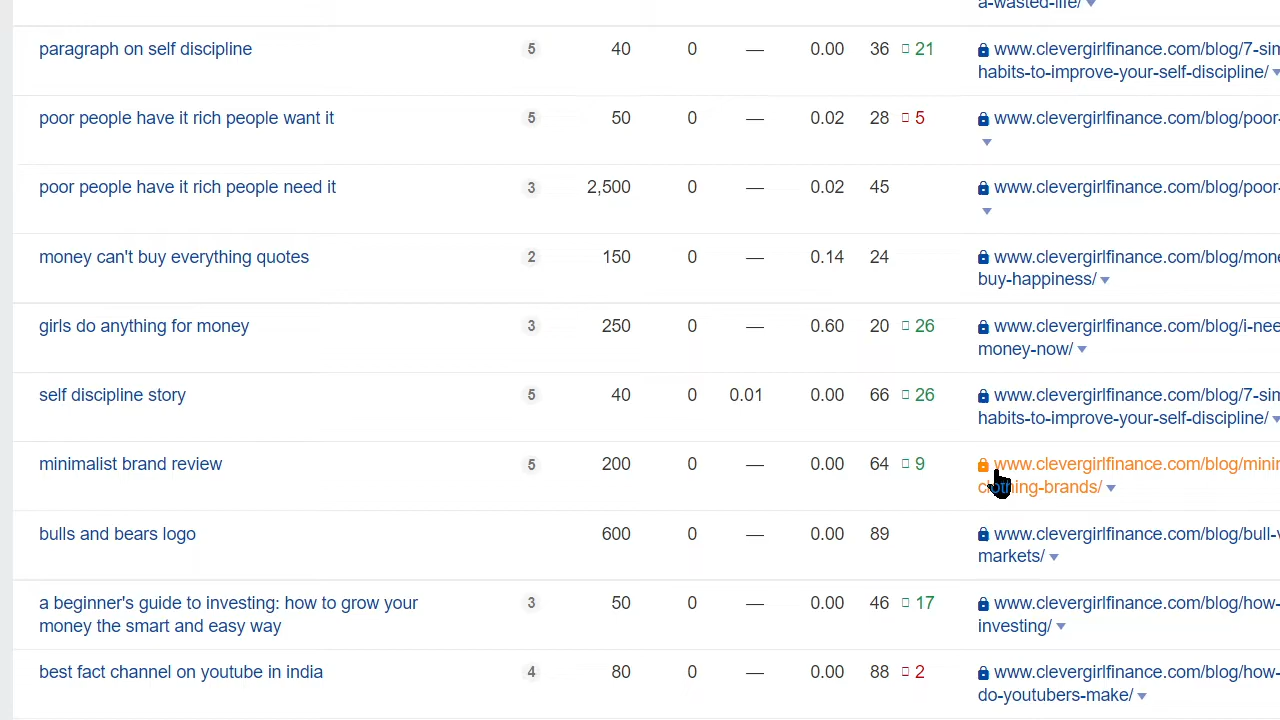 a-wasted-life/
paragraph on self discipline 5 40 0 — 0.00 36 21 www.clevergirlfinance.com/blog/7-sim
habits-to-improve-your-self-discipline/
poor people have it rich people want it 5 50 0 — 0.02 28 5 www.clevergirlfinance.com/blog/poor-
poor people have it rich people need it 3 2,500 0 — 0.02 45 www.clevergirlfinance.com/blog/poor-
money can't buy everything quotes 2 150 0 — 0.14 24 www.clevergirlfinance.com/blog/mone
buy-happiness/
girls do anything for money 3 250 0 — 0.60 20 26 www.clevergirlfinance.com/blog/i-nee
money-now/
self discipline story 5 40 0 0.01 0.00 66 26 www.clevergirlfinance.com/blog/7-sim
habits-to-improve-your-self-discipline/
minimalist brand review 5 200 0 — 0.00 64 9 www.clevergirlfinance.com/blog/minin
clothing-brands/
bulls and bears logo 600 0 — 0.00 89 www.clevergirlfinance.com/blog/bull-v
markets/
a beginner's guide to investing: how to grow your 3 50 0 — 0.00 46 17 www.clevergirlfinance.com/blog/how-
money the smart and easy way investing/
best fact channel on youtube in india 4 80 0 — 0.00 88 2 www.clevergirlfinance.com/blog/how-
do-youtubers-make/